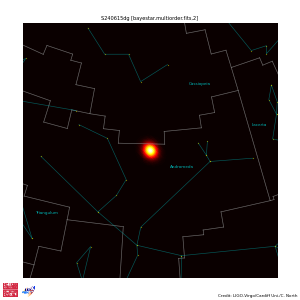 S240615dg [bayestar.multiorder.fits,2]
Cassiopeia
Lacerta
Andromeda
Triangulum
Credit: LIGO-Virgo/Cardiff Uni./C. North